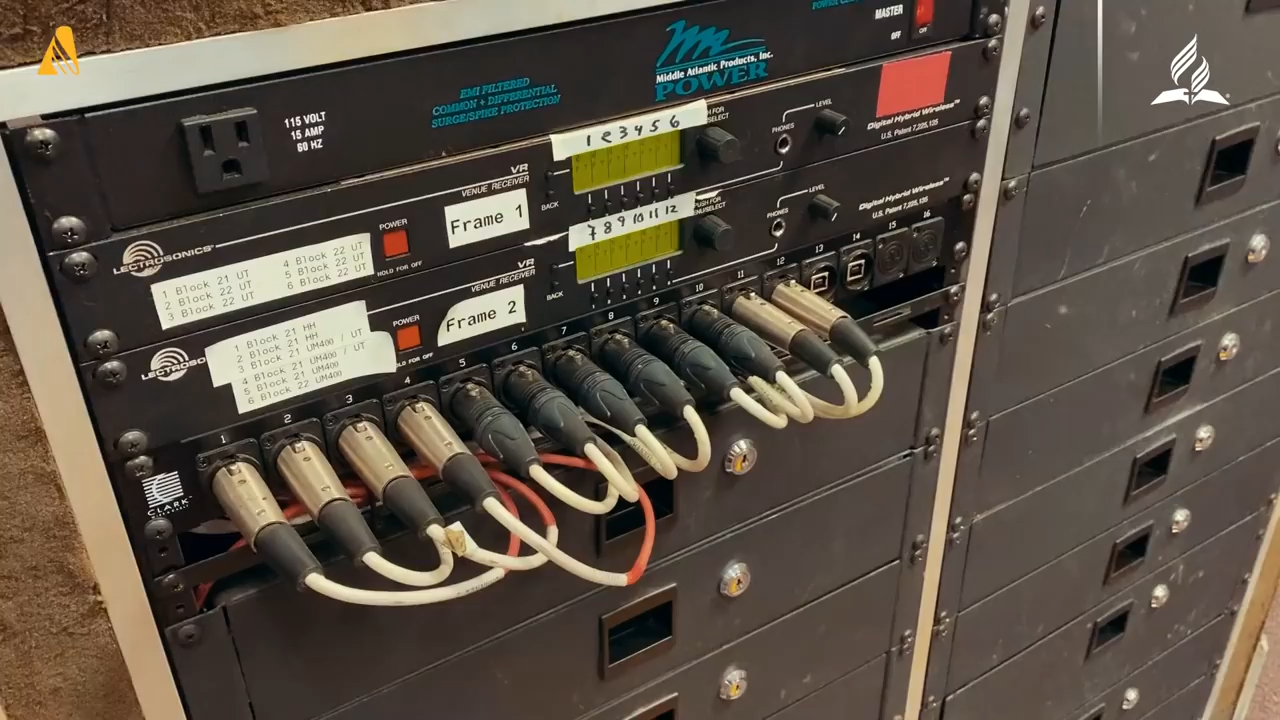 MASTER
OFF
OFF
Middle Atlantic Products, Inc.
POWER
EMI FILTERED
COMMON + DIFFERENTIAL
SURGE/SPIKE PROTECTION
115 VOLT
15 AMP
60 HZ
1 2 3 4 5 6
LEVEL
PHONES
Digital Hybrid Wireless™
U.S. Patent 7,225,135
VR
VENUE RECEIVER
BACK
Frame 1
POWER
HOLD FOR OFF
LECTROSONICS
1 Block 21 UT
2 Block 22 UT
3 Block 22 UT
4 Block 22 UT
5 Block 22 UT
6 Block 22 UT
7 8 9 10 11 12
PUSH FOR
LEVEL
PHONES
Digital Hybrid Wireless™
U.S. Patent 7,225,135
VR
VENUE RECEIVER
BACK
Frame 2
POWER
HOLD FOR OFF
LECTROSONICS
1 Block 21 HH
2 Block 21 HH
3 Block 21 UM400 / UT
4 Block 21 UM400 / UT
5 Block 21 UM400
6 Block 22 UM400
1 2 3 4 5 6 7 8 9 10 11 12 13 14 15 16
CLARK